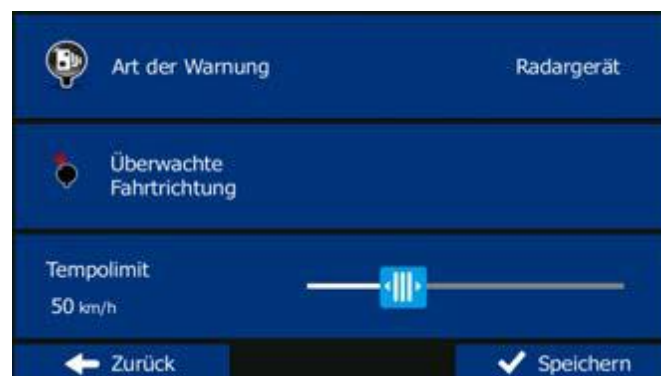 Art der Warnung
Radargerät
Überwachte
Fahrtrichtung
Tempolimit
50 km/h
Zurück
Speichern